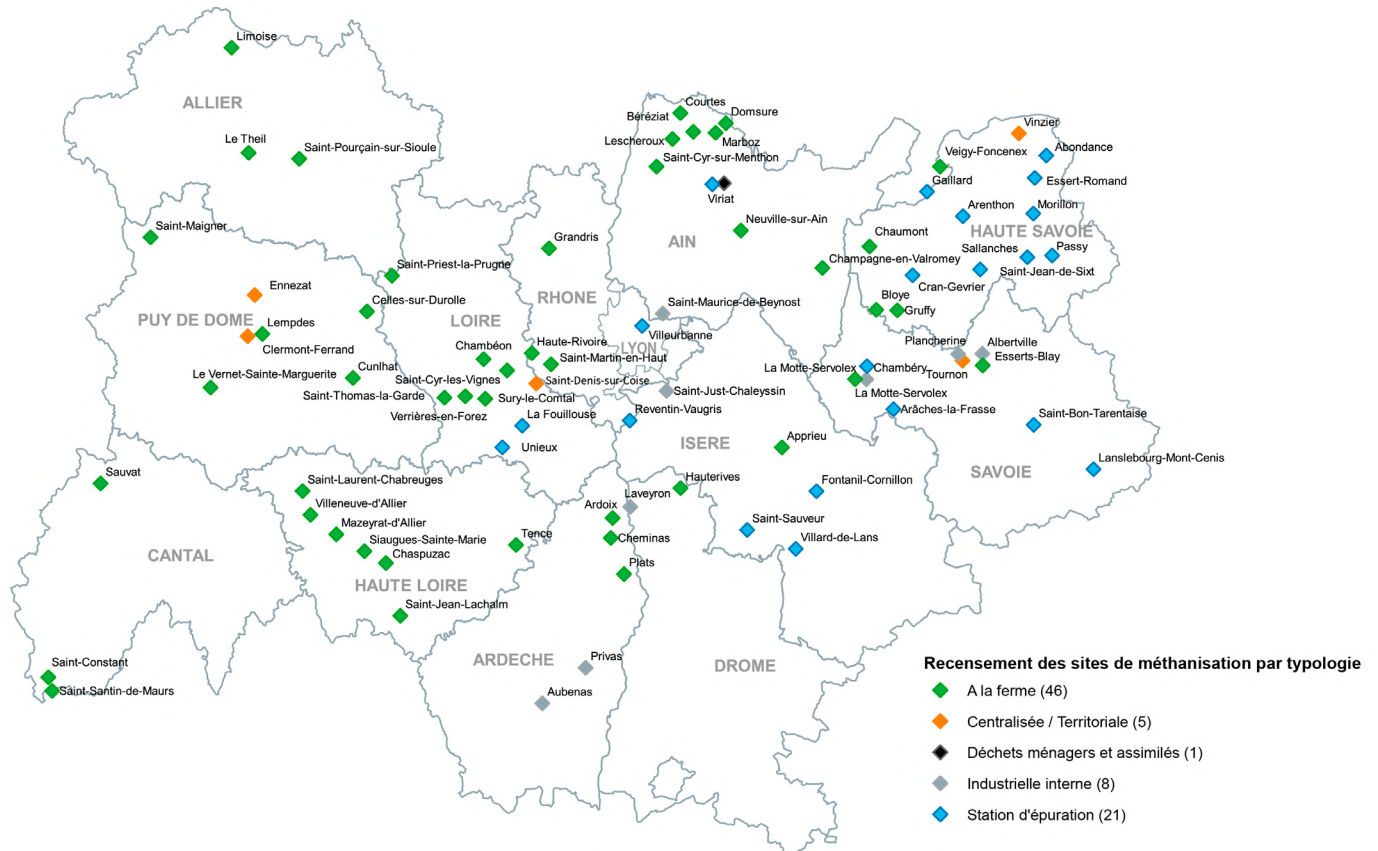 Limoise
ALLIER
Le Theil
Saint-Pourçain-sur-Sioule
Courtes
Béréziat
Domsure
Lescheroux
Marboz
Saint-Cyr-sur-Menthon
Viriat
Neuville-sur-Ain
AIN
Champagne-en-Valromey
Vinzier
Veigy-Foncenex
Abondance
Gaillard
Essert-Romand
Arenthon
Morillon
HAUTE SAVOIE
Chaumont
Sallanches
Passy
Saint-Jean-de-Sixt
Cran-Gevrier
Bloye
Gruffy
Saint-Maigner
Ennezat
PUY DE DOME
Lempdes
Clermont-Ferrand
Le Vernet-Sainte-Marguerite
Cunlhat
Celles-sur-Durolle
Saint-Priest-la-Prugne
LOIRE
Chambéon
Saint-Cyr-les-Vignes
Saint-Thomas-la-Garde
Verrières-en-Forez
Sury-le-Comtal
La Fouillouse
Unieux
Grandris
RHONE
Haute-Rivoire
Saint-Martin-en-Haut
Saint-Denis-sur-Coise
Saint-Maurice-de-Beynost
Villeurbanne
LYON
Saint-Just-Chaleyssin
Reventin-Vaugris
ISERE
Apprieu
Fontanil-Cornillon
Saint-Sauveur
Villard-de-Lans
Plancherine
Albertville
Esserts-Blay
Tournon
La Motte-Servolex
Chambéry
La Motte-Servolex
Arâches-la-Frasse
Saint-Bon-Tarentaise
Lanslebourg-Mont-Cenis
SAVOIE
Sauvat
CANTAL
Saint-Constant
Saint-Santin-de-Maurs
Saint-Laurent-Chabreuges
Villeneuve-d'Allier
Mazeyrat-d'Allier
Siaugues-Sainte-Marie
Chaspuzac
Tence
HAUTE LOIRE
Saint-Jean-Lachalm
Hauterives
Laveyron
Ardoix
Cheminas
Plats
ARDECHE
Privas
Aubenas
DROME
Recensement des sites de méthanisation par typologie
A la ferme (46)
Centralisée / Territoriale (5)
Déchets ménagers et assimilés (1)
Industrielle interne (8)
Station d'épuration (21)